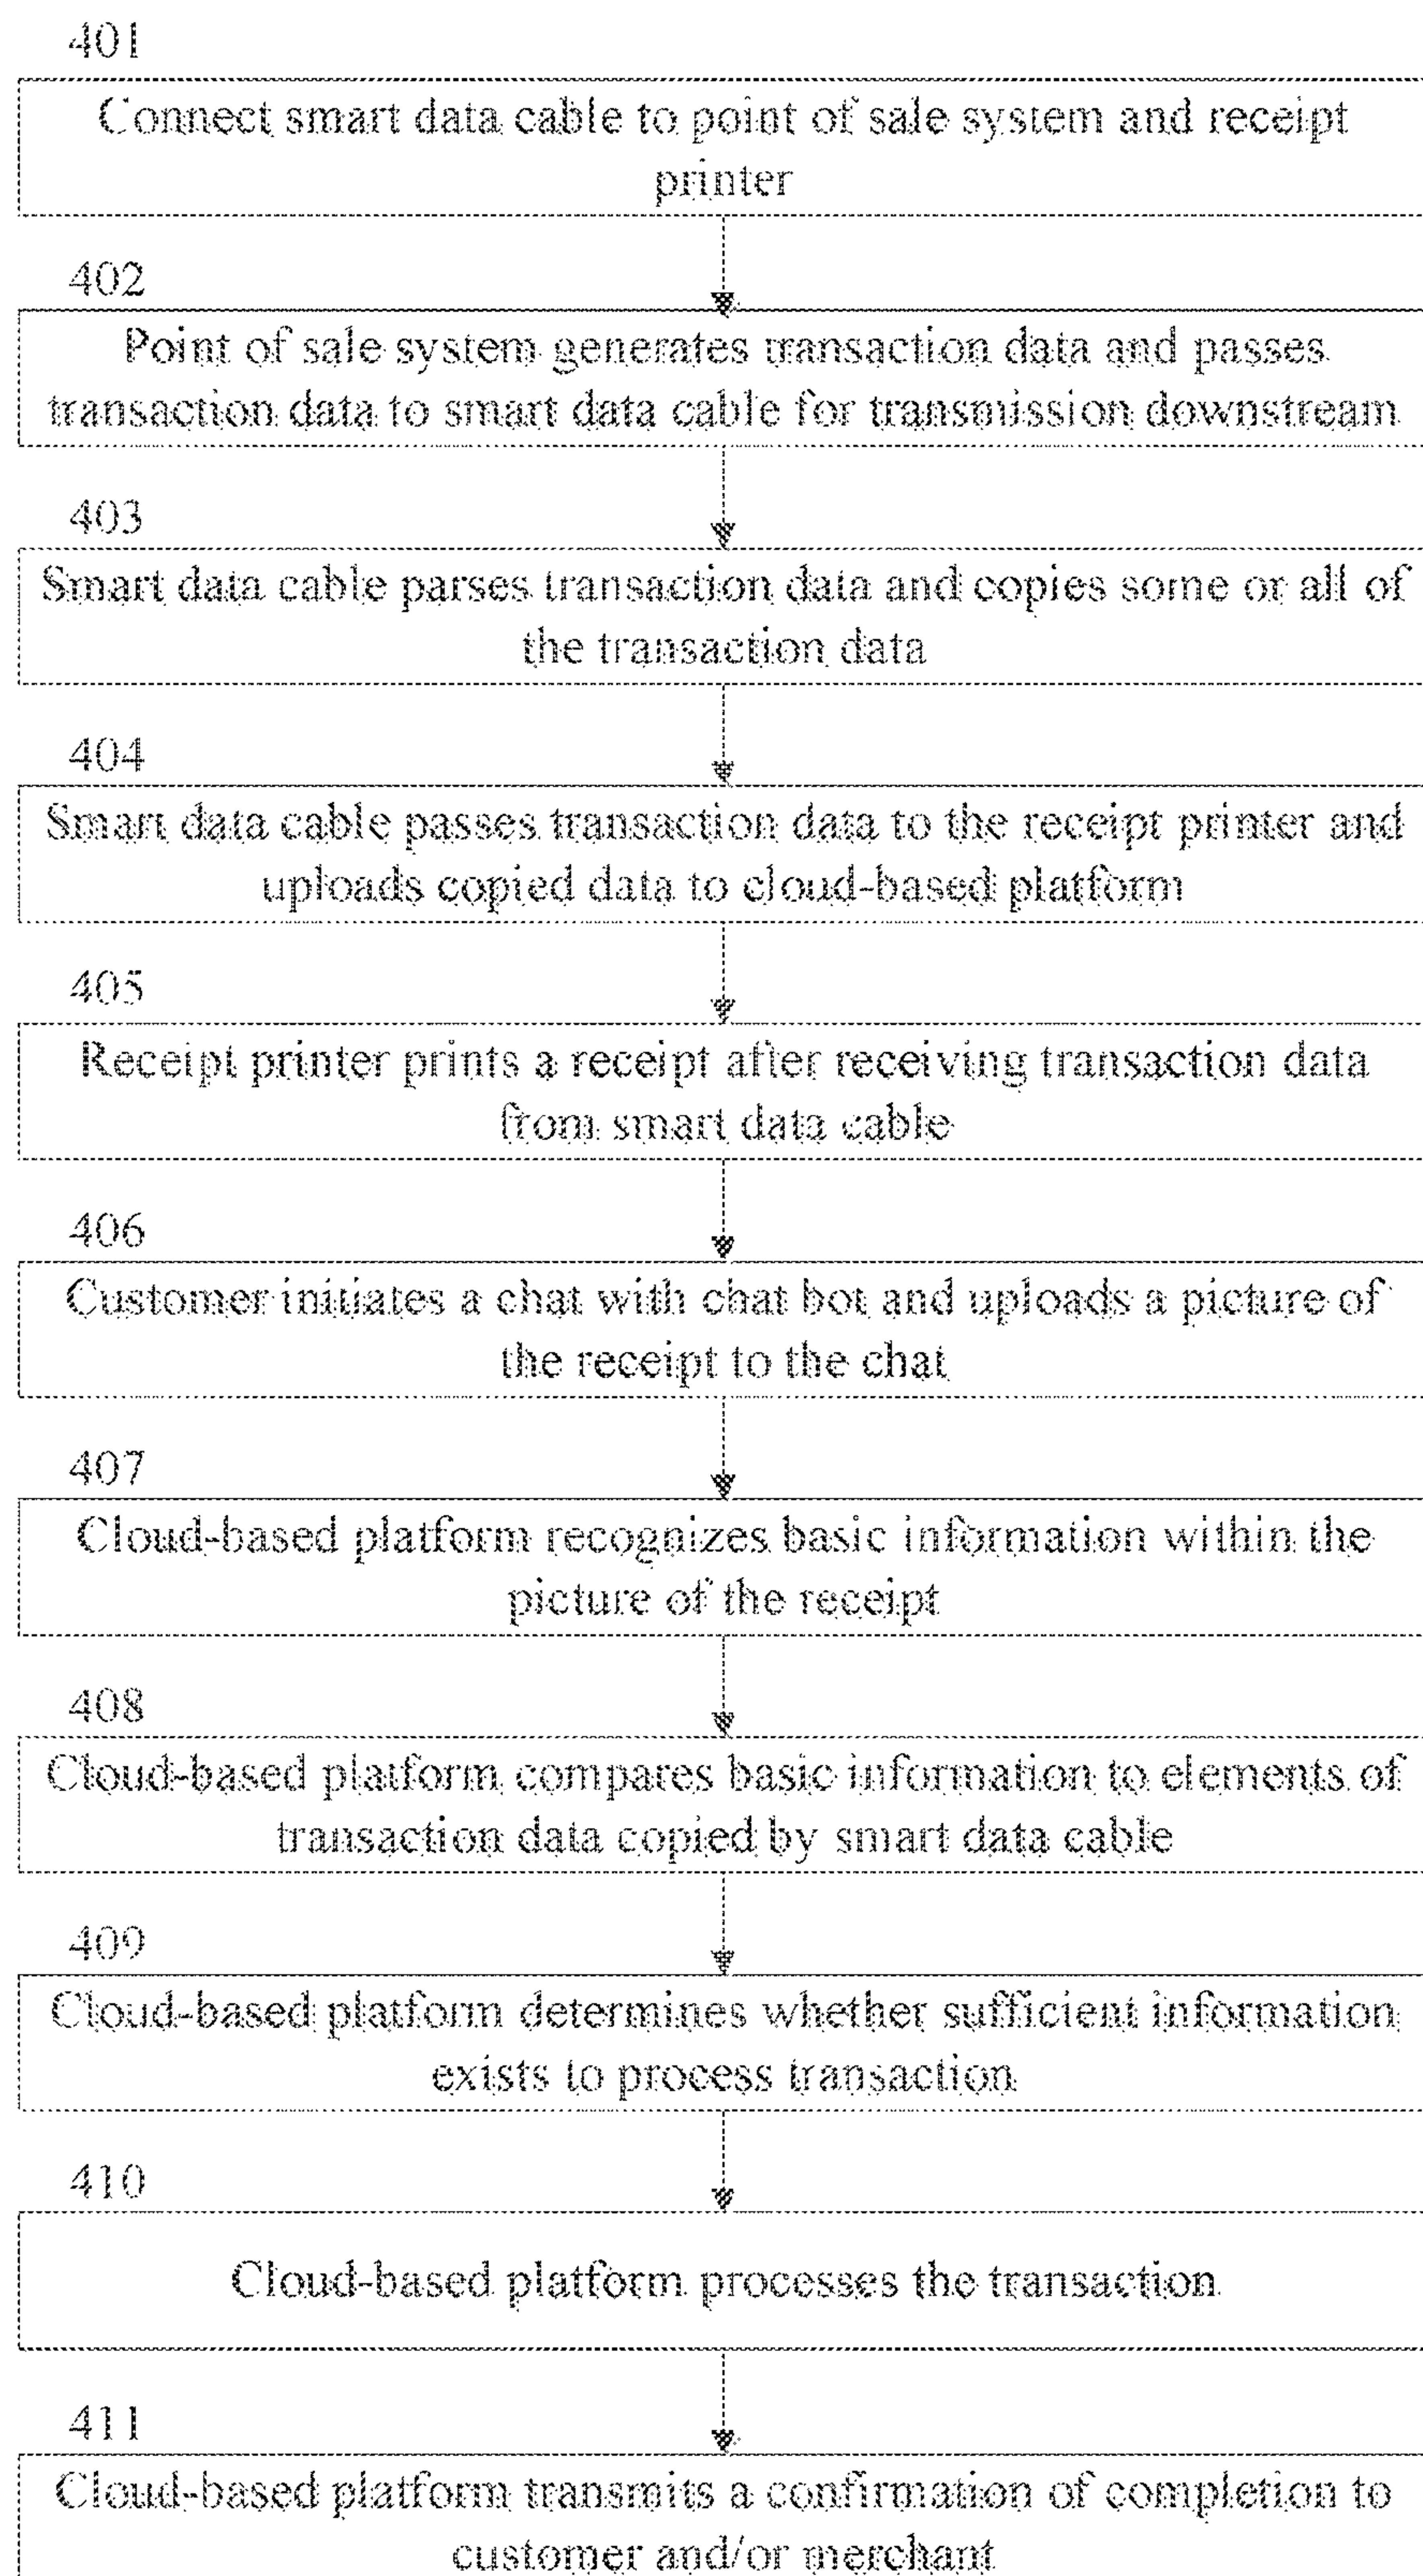 401
Connect smart data cable to point of sale system and receipt
printer
402
Point of sale system generates transaction data and passes
transaction data to smart data cable for transmission downstream
403
Smart data cable parses transaction data and copies some or all of
the transaction data
404
Smart data cable passes transaction data to the receipt printer and
uploads copied data to cloud-based platform
405
Receipt printer prints a receipt after receiving transaction data
from smart data cable
406
Customer initiates a chat with chat bot and uploads a picture of
the receipt to the chat
407
Cloud-based platform recognizes basic information within the
picture of the receipt
408
Cloud-based platform compares basic information to elements of
transaction data copied by smart data cable
409
Cloud-based platform determines whether sufficient information
exists to process transaction
410
Cloud-based platform processes the transaction
411
Cloud-based platform transmits a confirmation of completion to
customer and/or merchant